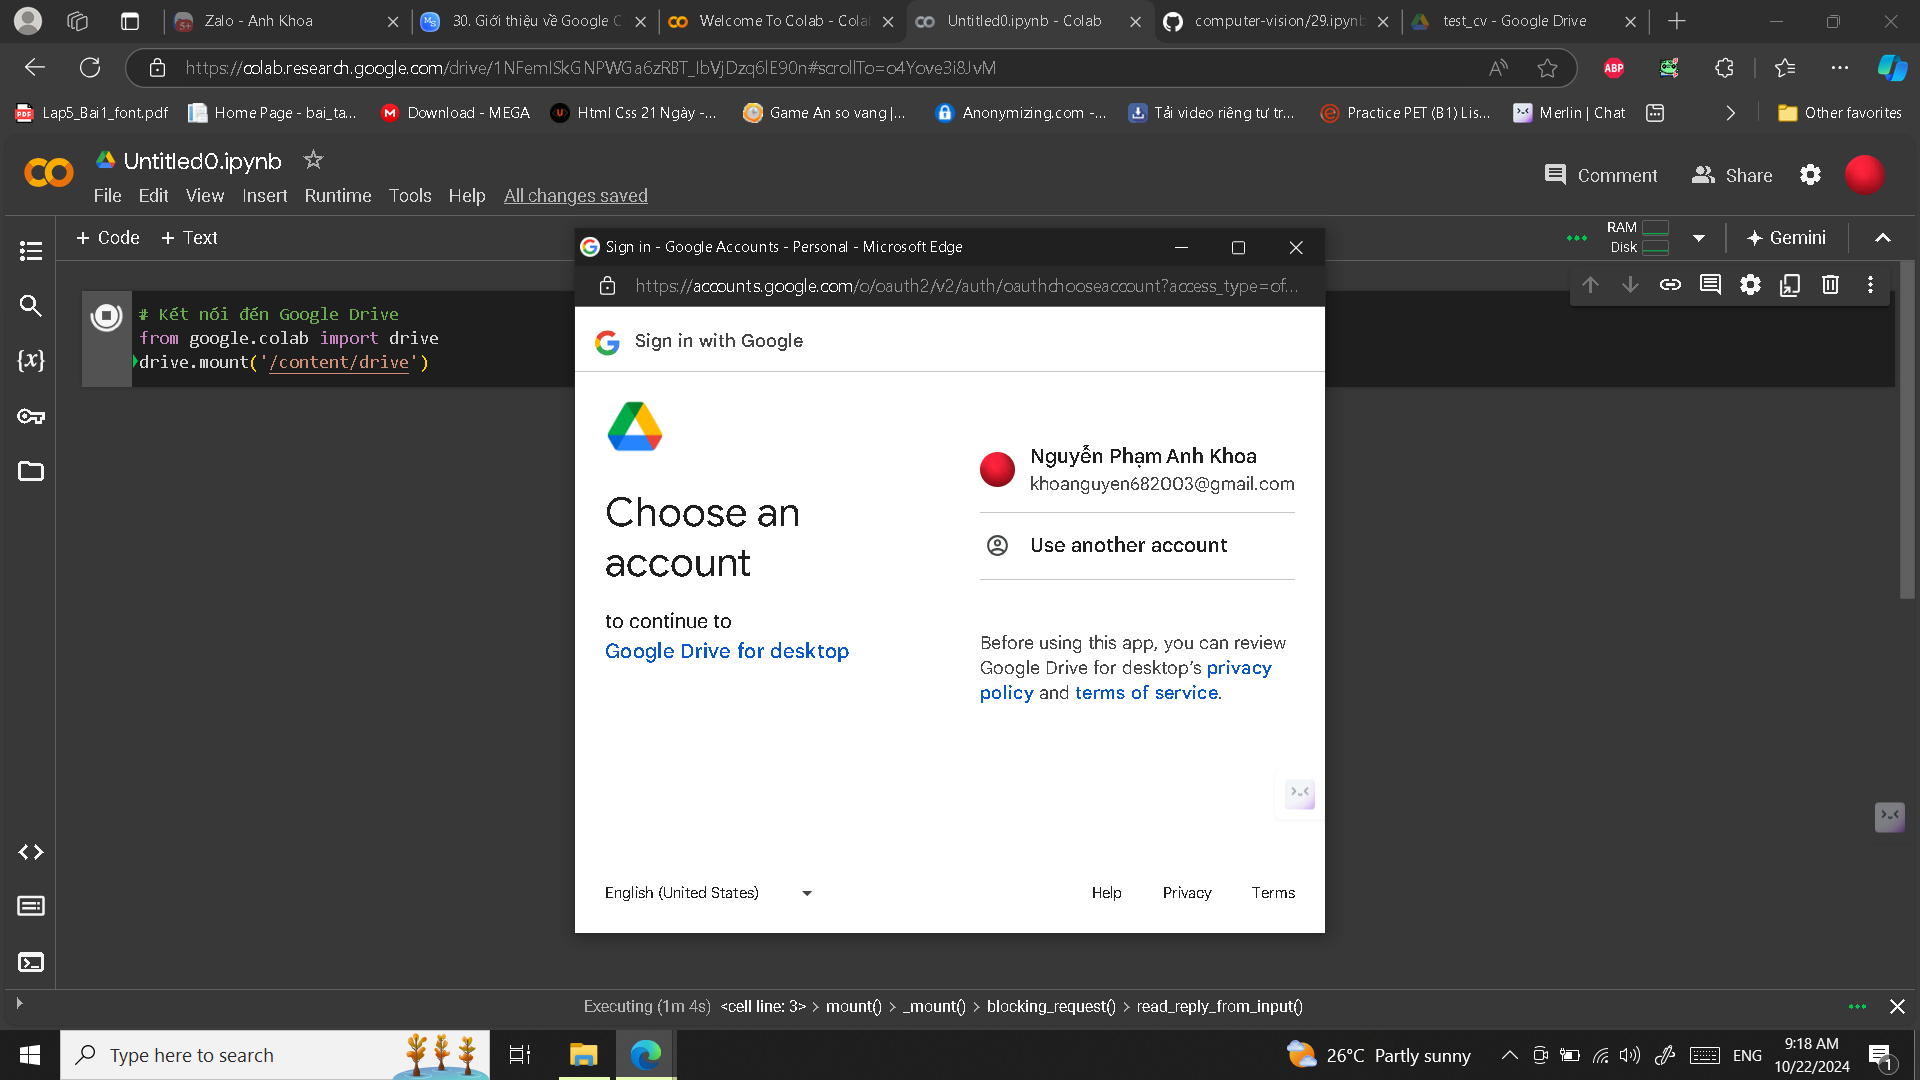 Zalo - Anh Khoa
30. Giới thiệu về Google C
Welcome To Colab - Colab
Untitled0.ipynb - Colab
computer-vision/29.ipynb
test_cv - Google Drive
https://colab.research.google.com/drive/1NFemISkGNPWGa6zRBT_IbVjDzq6lE90n#scrollTo=o4Yove3i8JvM
ABP
Lap5_Bai1_font.pdf
Home Page - bai_ta...
Download - MEGA
Html Css 21 Ngày -...
Game An so vang |...
Anonymizing.com -...
Tải video riêng tư tr...
Practice PET (B1) Lis...
Merlin | Chat
Other favorites
Untitled0.ipynb
File Edit View Insert Runtime Tools Help All changes saved
Comment
Share
+ Code + Text
RAM
Disk
Gemini
# Kết nối đến Google Drive
from google.colab import drive
drive.mount('/content/drive')
Sign in - Google Accounts - Personal - Microsoft Edge
https://accounts.google.com/o/oauth2/v2/auth/oauthchooseaccount?access_type=of...
Sign in with Google
Choose an
account
to continue to
Google Drive for desktop
Nguyễn Phạm Anh Khoa
khoanguyen682003@gmail.com
Use another account
Before using this app, you can review
Google Drive for desktop's privacy
policy and terms of service.
English (United States)
Help
Privacy
Terms
Executing (1m 4s) <cell line: 3> > mount() > _mount() > blocking_request() > read_reply_from_input()
Type here to search
26°C Partly sunny
ENG
9:18 AM
10/22/2024
1